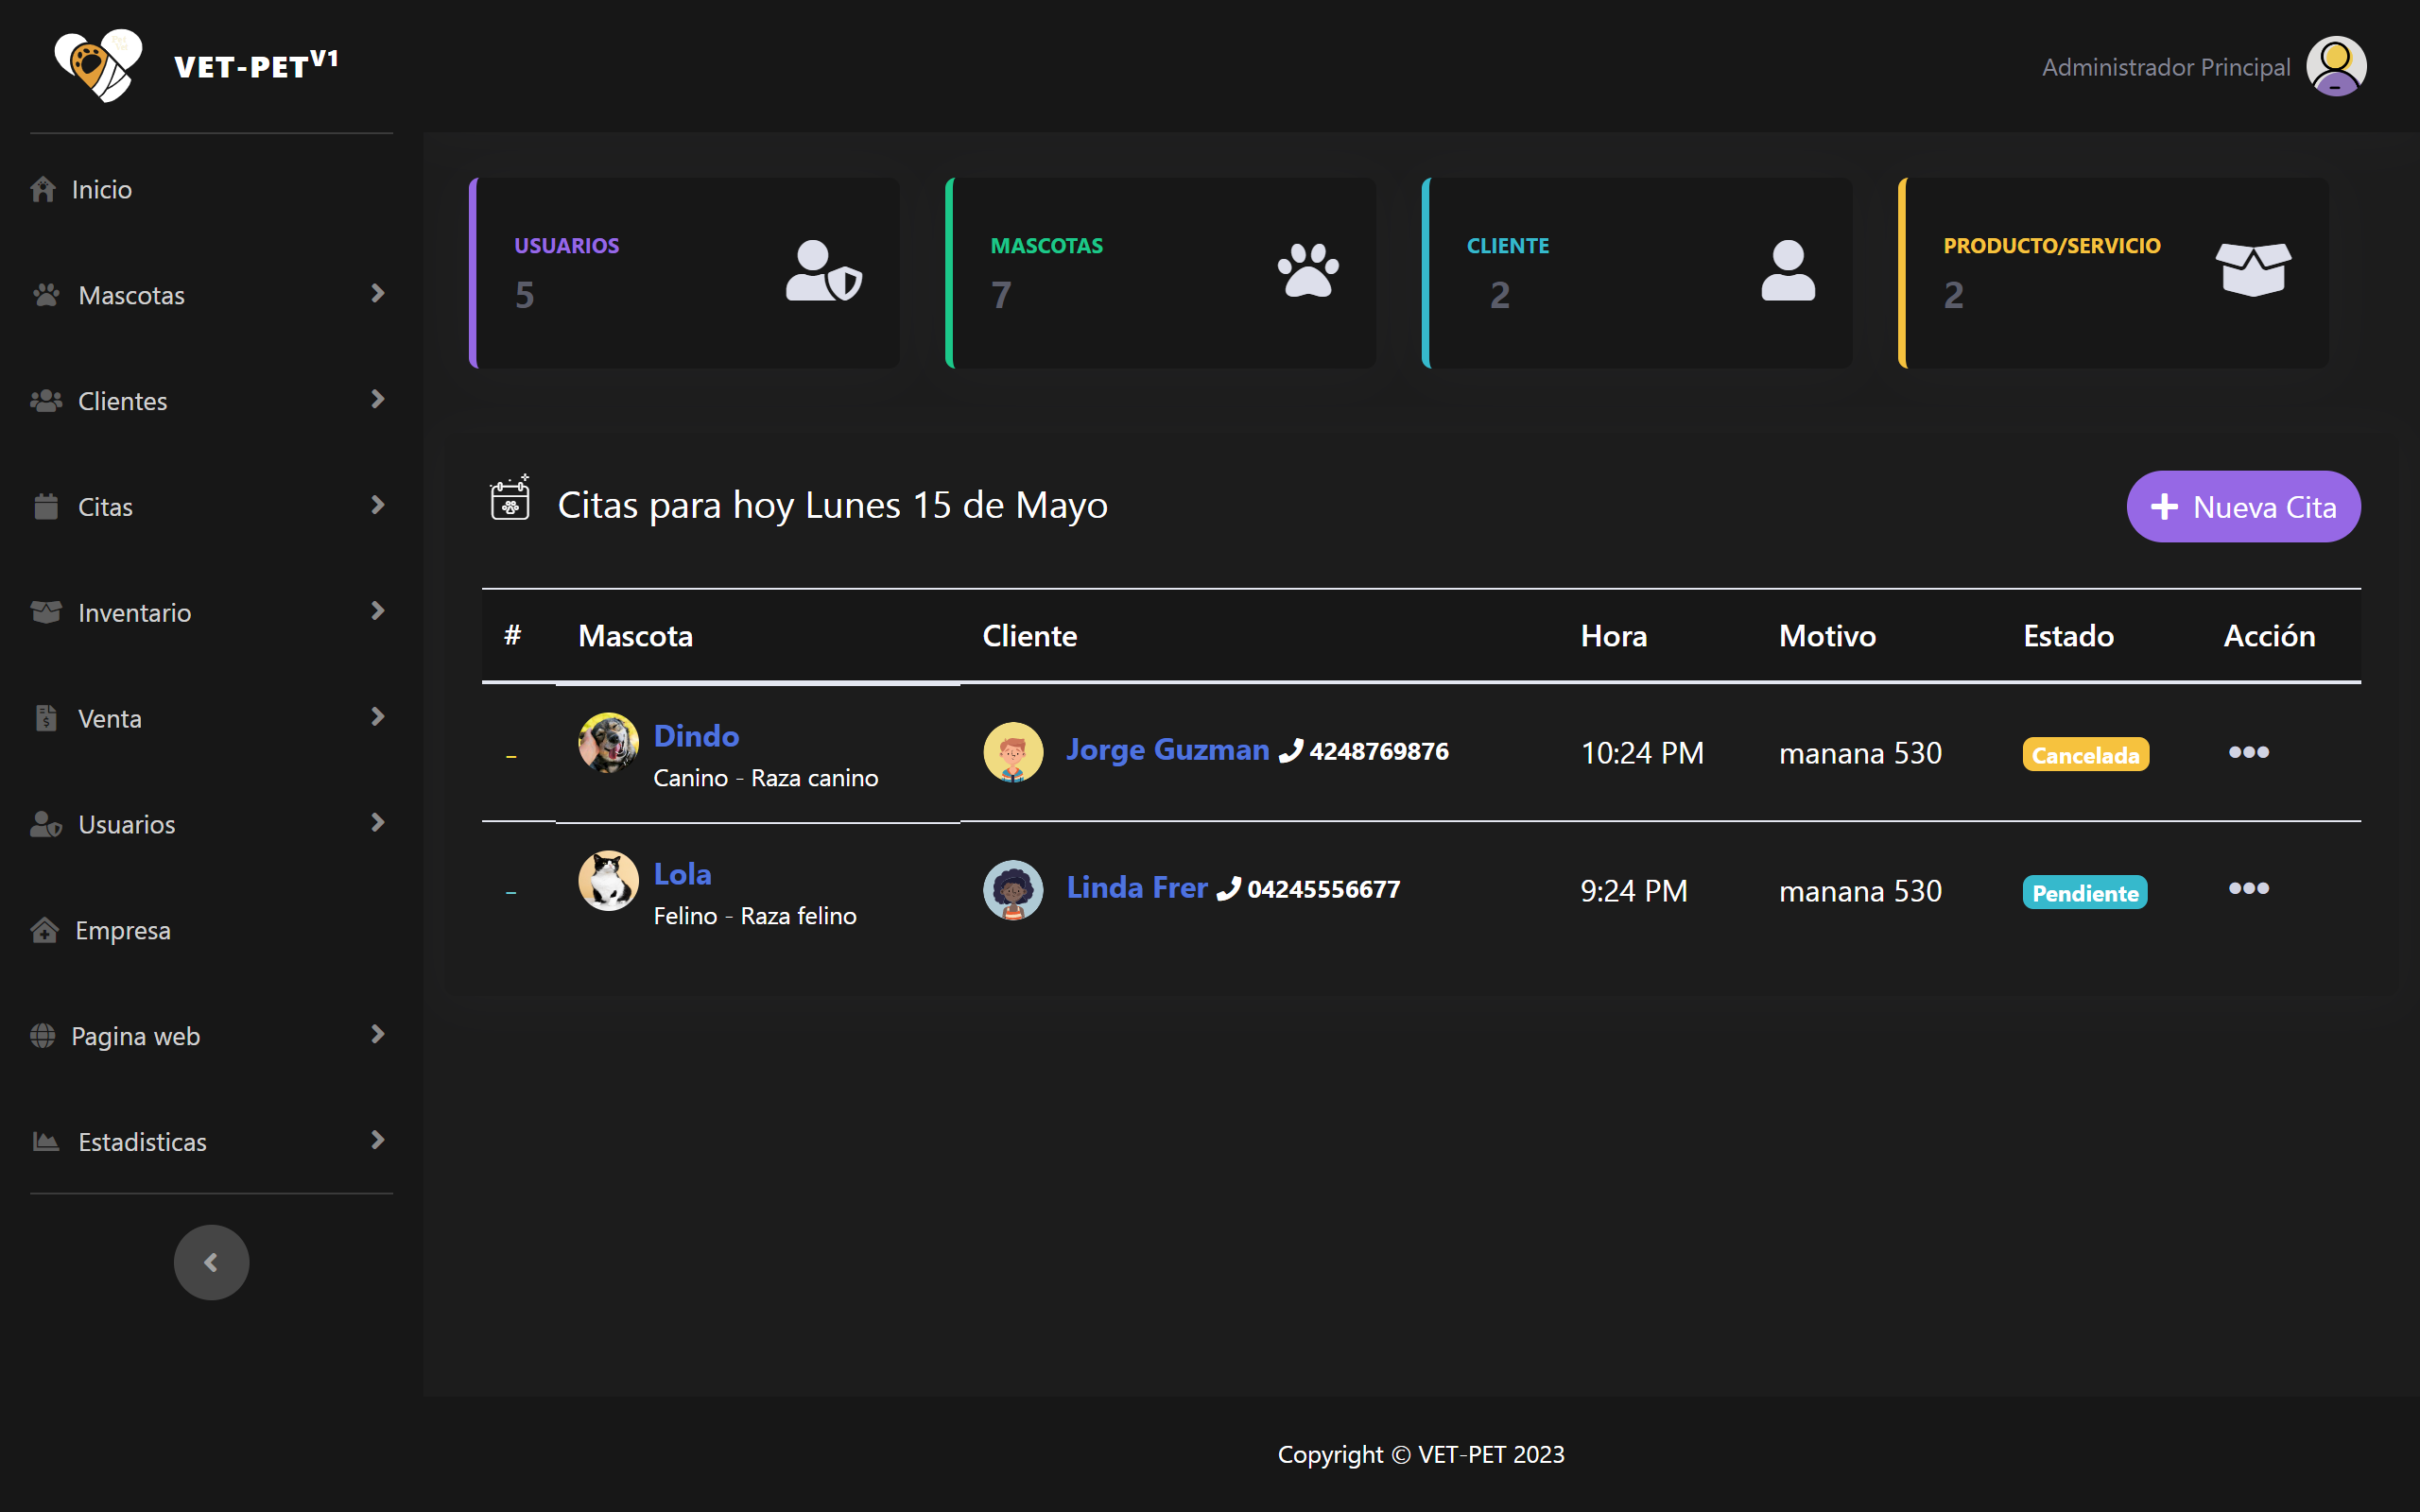 VET-PET V1
Administrador Principal
Inicio
Mascotas
Clientes
Citas
Inventario
Venta
Usuarios
Empresa
Pagina web
Estadisticas
USUARIOS
5
MASCOTAS
7
CLIENTE
2
PRODUCTO/SERVICIO
2
Citas para hoy Lunes 15 de Mayo
+ Nueva Cita
# Mascota Cliente Hora Motivo Estado Acción
- Dindo Jorge Guzman 4248769876 10:24 PM manana 530 Cancelada
Canino - Raza canino
- Lola Linda Frer 04245556677 9:24 PM manana 530 Pendiente
Felino - Raza felino
Copyright © VET-PET 2023